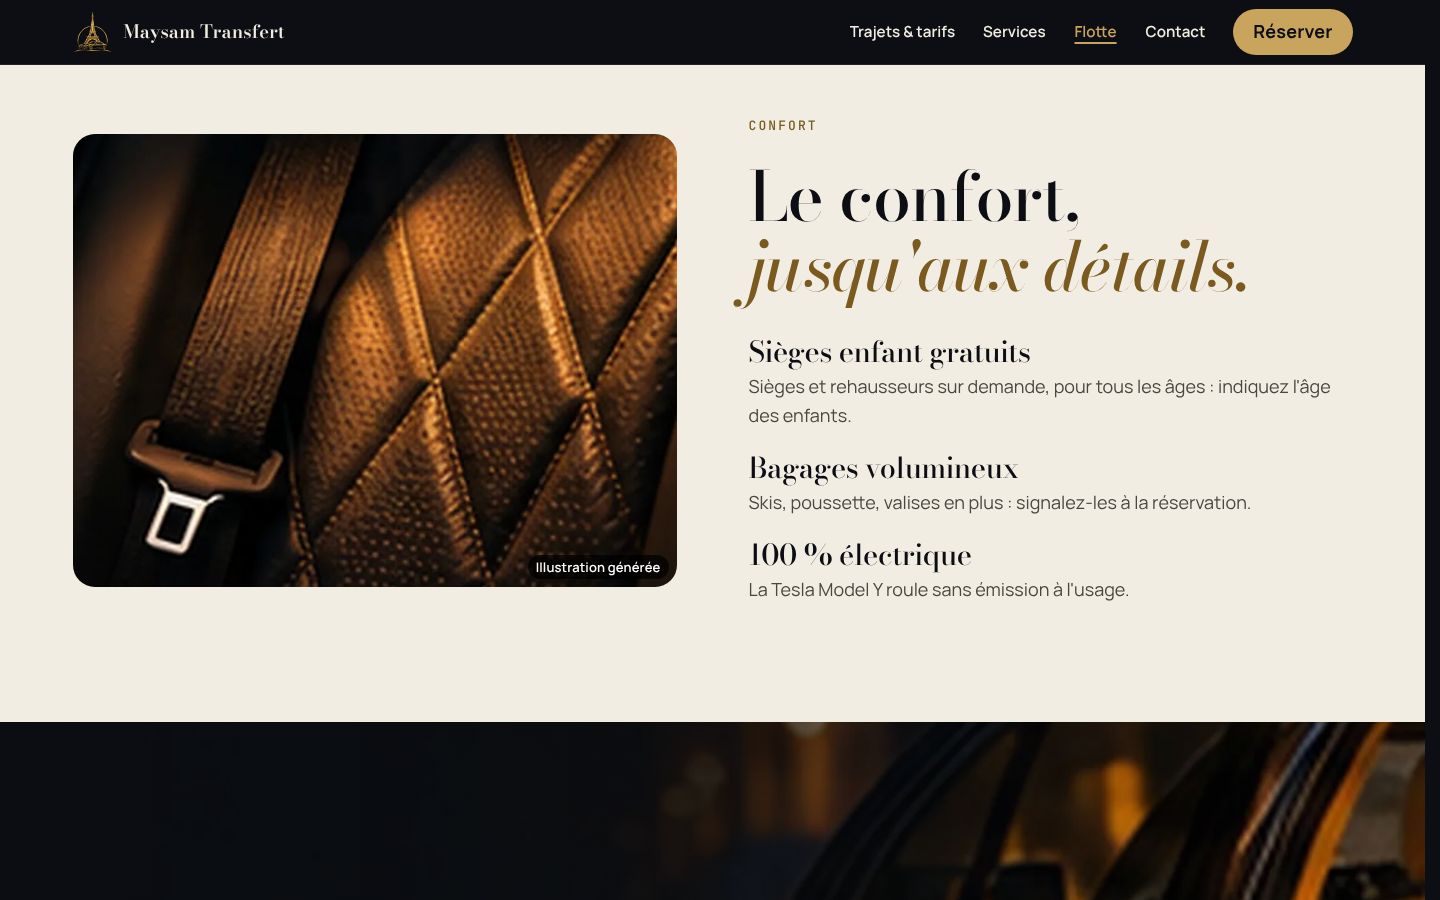 Maysam Transfert
Trajets & tarifs
Services
Flotte
Contact
Réserver
CONFORT
Le confort,
jusqu'aux détails.
Sièges enfant gratuits
Sièges et rehausseurs sur demande, pour tous les âges : indiquez l'âge
des enfants.
Bagages volumineux
Skis, poussette, valises en plus : signalez-les à la réservation.
100 % électrique
La Tesla Model Y roule sans émission à l'usage.
Illustration générée